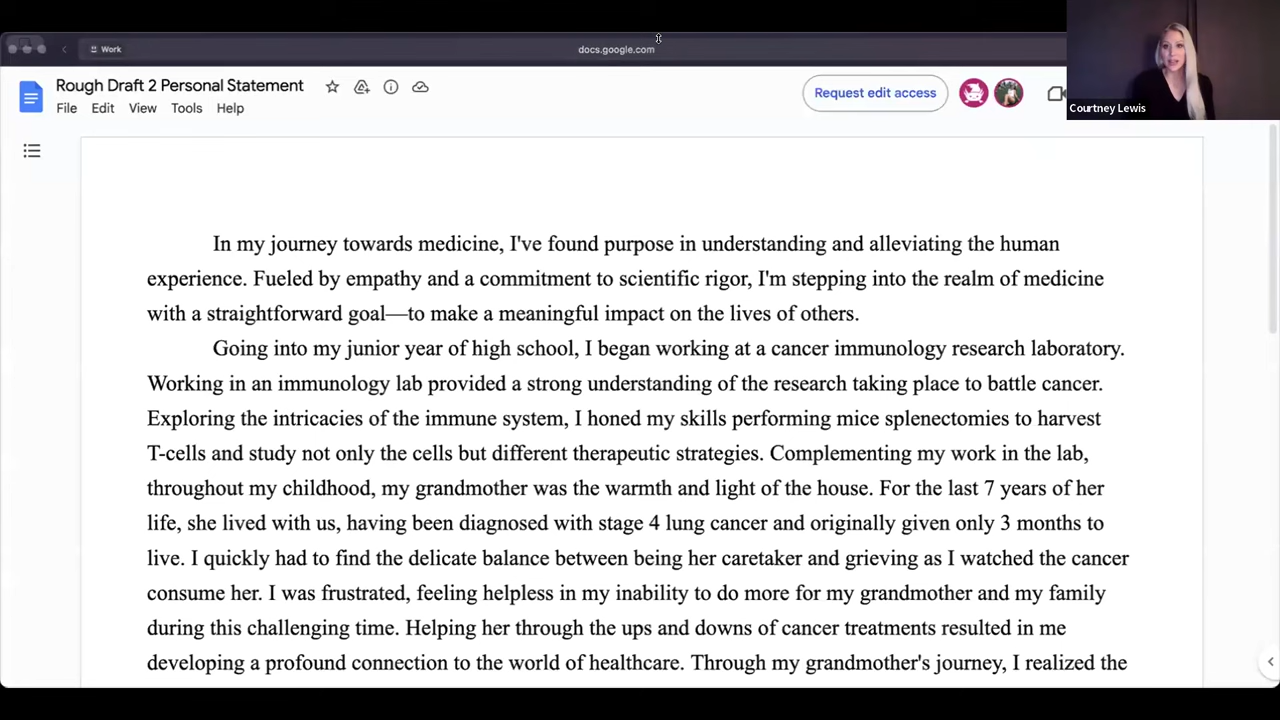 Work
docs.google.com
Rough Draft 2 Personal Statement
File Edit View Tools Help
Request edit access
Courtney Lewis
In my journey towards medicine, I've found purpose in understanding and alleviating the human
experience. Fueled by empathy and a commitment to scientific rigor, I'm stepping into the realm of medicine
with a straightforward goal—to make a meaningful impact on the lives of others.
Going into my junior year of high school, I began working at a cancer immunology research laboratory.
Working in an immunology lab provided a strong understanding of the research taking place to battle cancer.
Exploring the intricacies of the immune system, I honed my skills performing mice splenectomies to harvest
T-cells and study not only the cells but different therapeutic strategies. Complementing my work in the lab,
throughout my childhood, my grandmother was the warmth and light of the house. For the last 7 years of her
life, she lived with us, having been diagnosed with stage 4 lung cancer and originally given only 3 months to
live. I quickly had to find the delicate balance between being her caretaker and grieving as I watched the cancer
consume her. I was frustrated, feeling helpless in my inability to do more for my grandmother and my family
during this challenging time. Helping her through the ups and downs of cancer treatments resulted in me
developing a profound connection to the world of healthcare. Through my grandmother's journey, I realized the